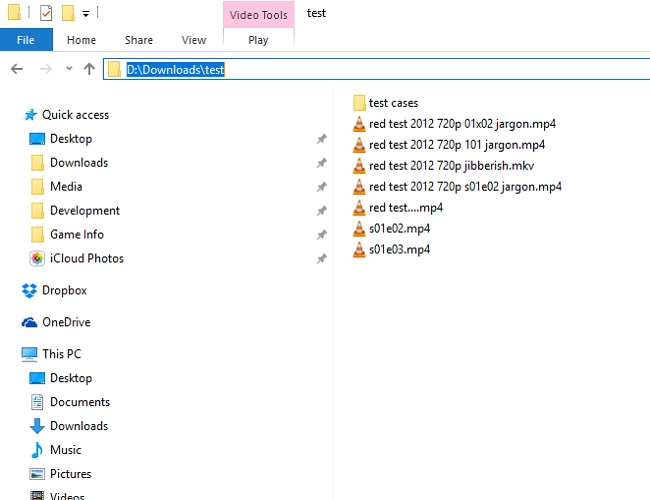 Video Tools test
File Home Share View Play
D:\Downloads\test
Quick access
Desktop
Downloads
Media
Development
Game Info
iCloud Photos
Dropbox
OneDrive
This PC
Desktop
Documents
Downloads
Music
Pictures
Videos
test cases
red test 2012 720p 01x02 jargon.mp4
red test 2012 720p 101 jargon.mp4
red test 2012 720p jibberish.mkv
red test 2012 720p s01e02 jargon.mp4
red test....mp4
s01e02.mp4
s01e03.mp4